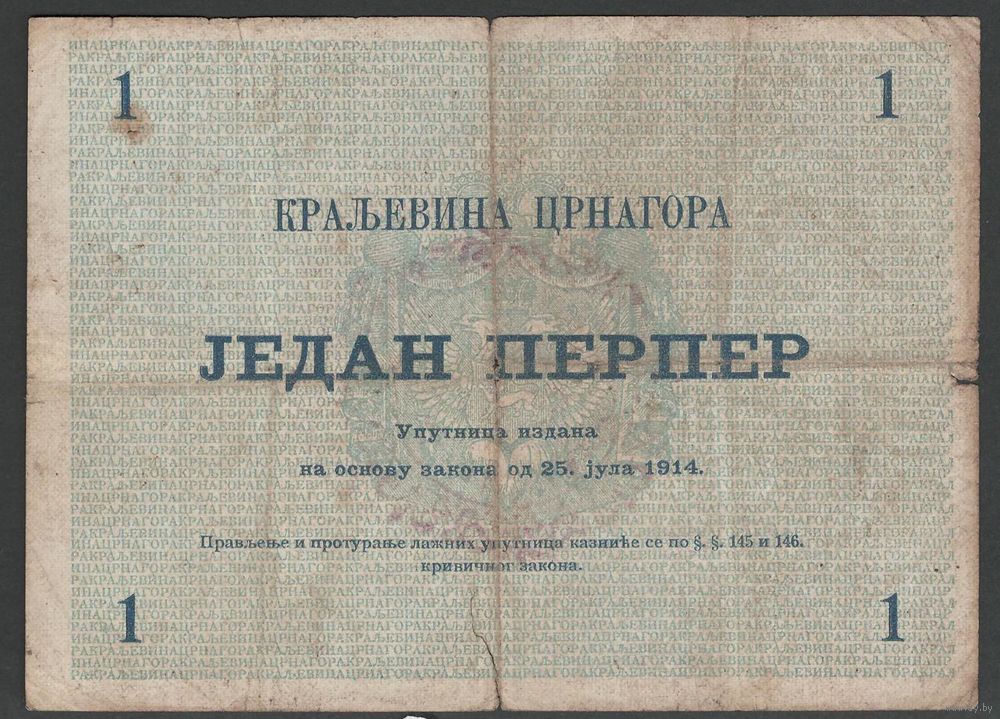 1 1
КРАЉЕВИНА ЦРНАГОРА
ЈЕДАН ПЕРПЕР
Упутница издана
на основу закона од 25. јула 1914.
Прављење и протурање лажних упутница казниће се по §. §. 145 и 146.
кривичног закона.
1 1